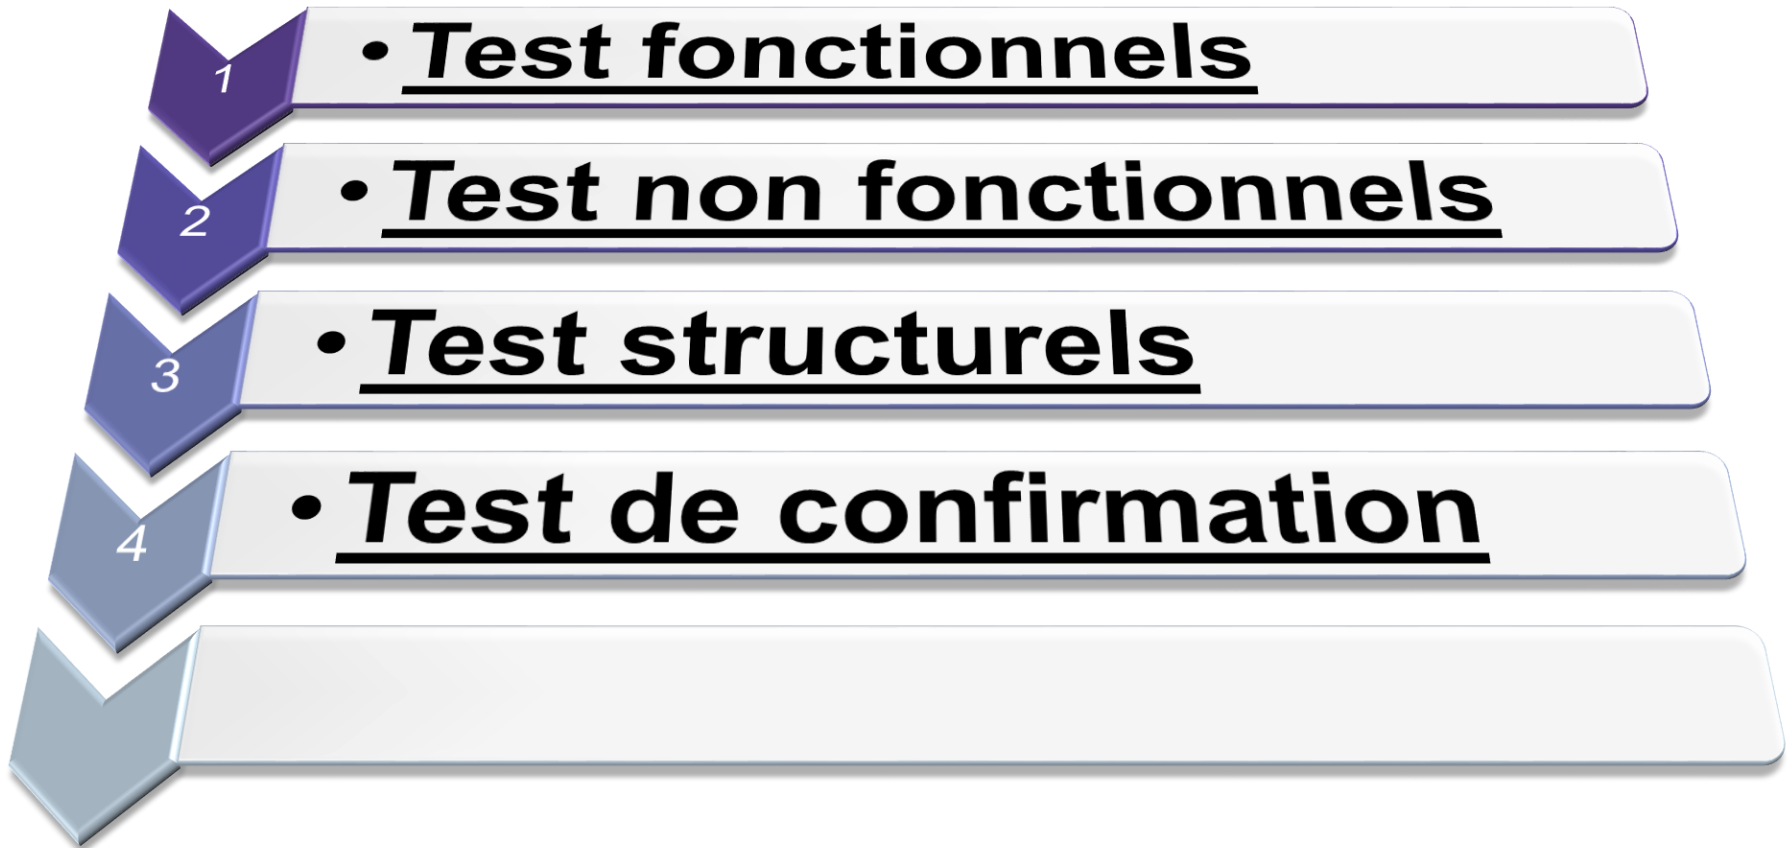 1
• Test fonctionnels
2
• Test non fonctionnels
3
• Test structurels
4
• Test de confirmation